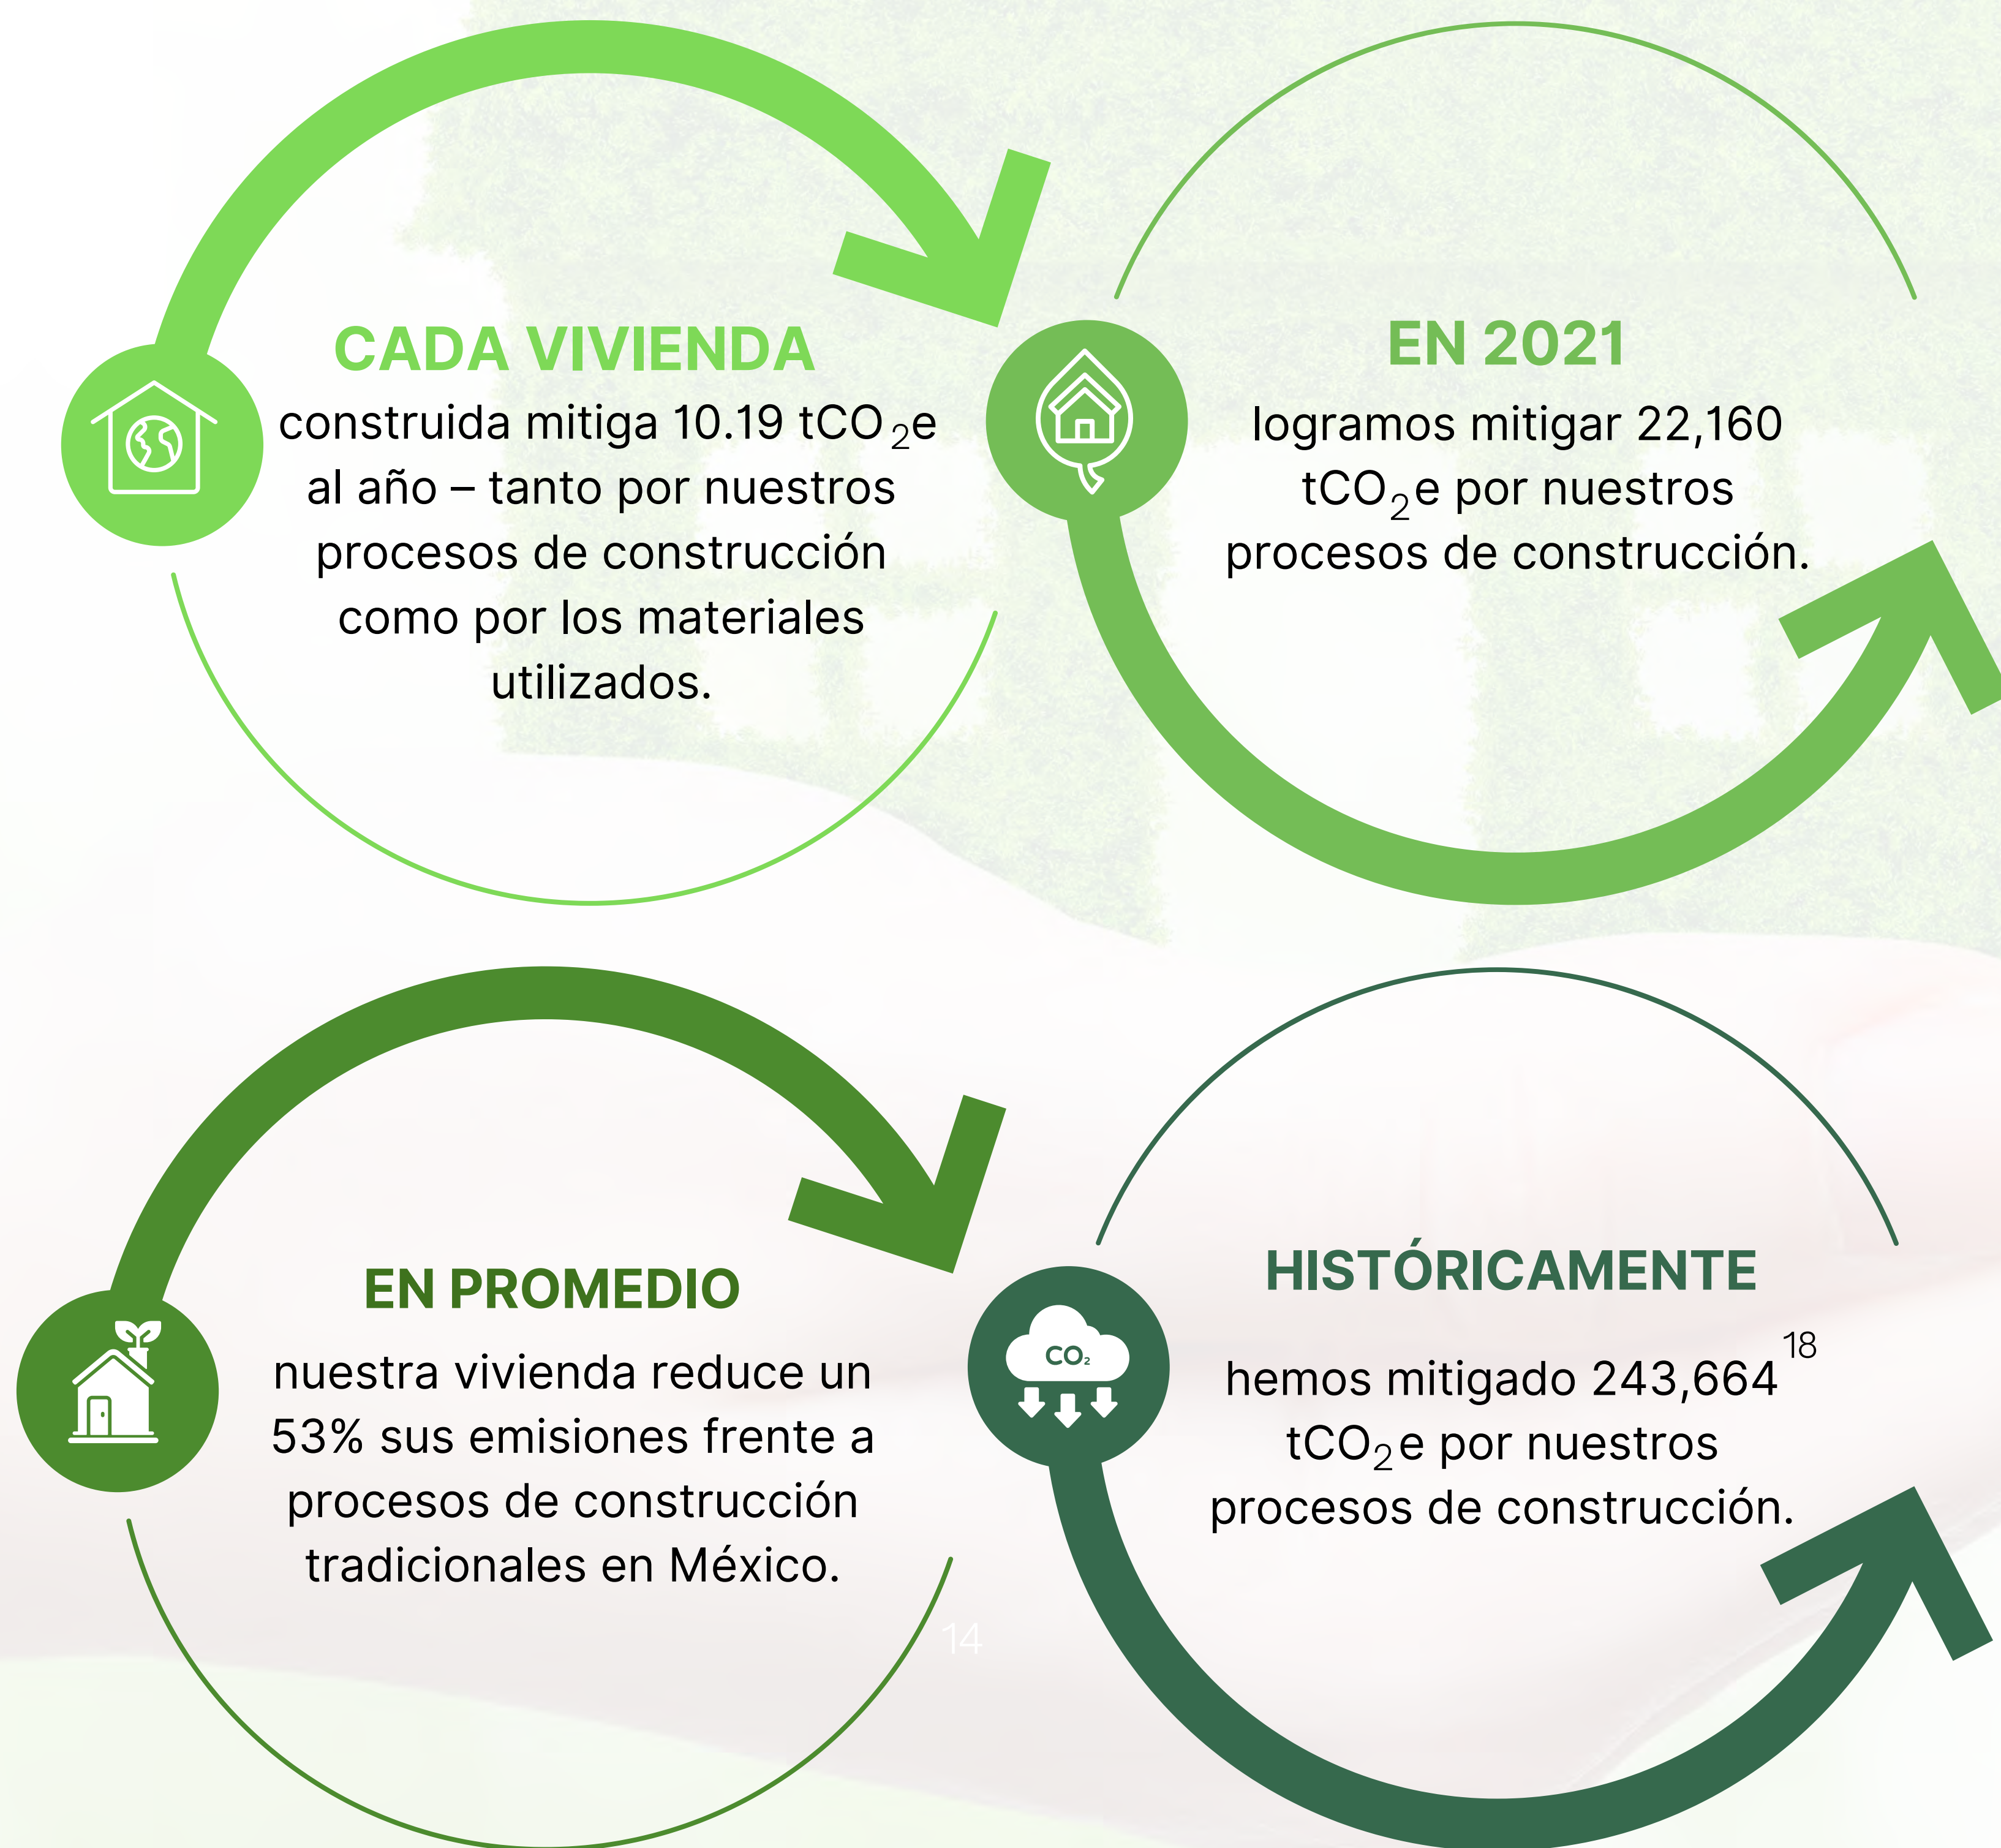 CADA VIVIENDA
construida mitiga 10.19 tCO₂e
al año – tanto por nuestros
procesos de construcción
como por los materiales
utilizados.
EN 2021
logramos mitigar 22,160
tCO₂e por nuestros
procesos de construcción.
EN PROMEDIO
nuestra vivienda reduce un
53% sus emisiones frente a
procesos de construcción
tradicionales en México.
CO₂
HISTÓRICAMENTE
hemos mitigado 243,664¹⁸
tCO₂e por nuestros
procesos de construcción.
14